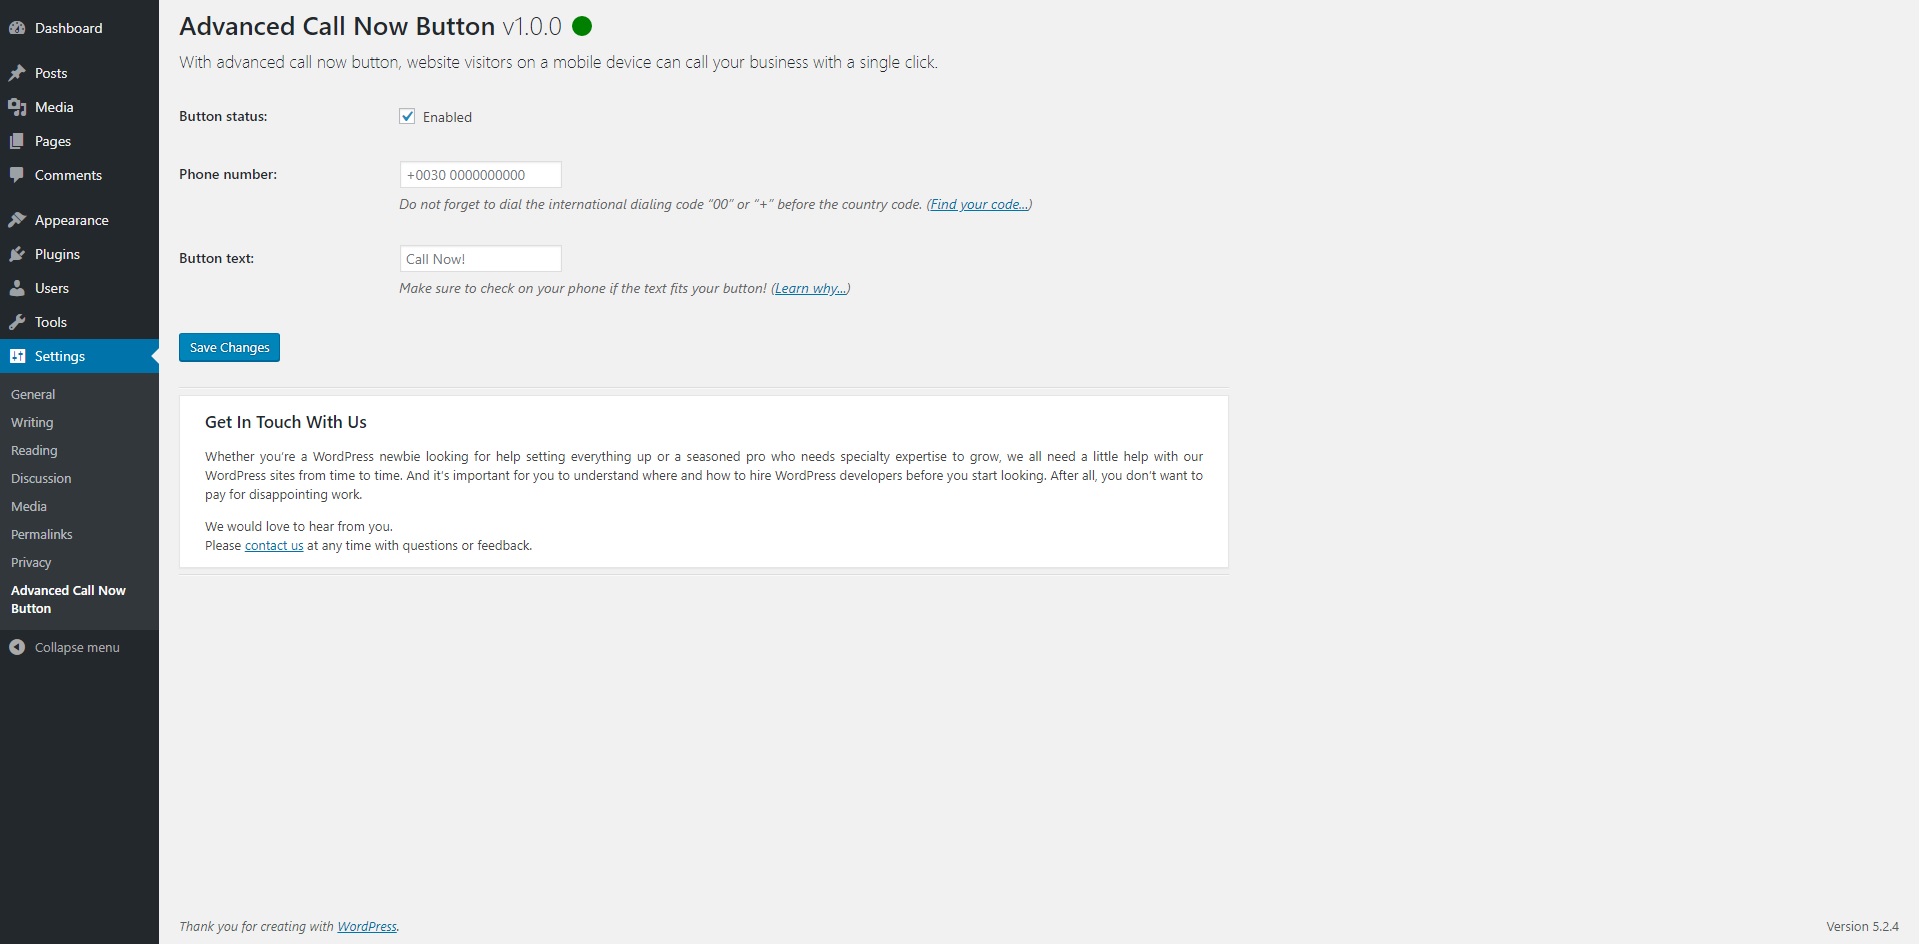 Dashboard
Posts
Media
Pages
Comments
Appearance
Plugins
Users
Tools
Settings
General
Writing
Reading
Discussion
Media
Permalinks
Privacy
Advanced Call Now
Button
Collapse menu
Advanced Call Now Button v1.0.0
With advanced call now button, website visitors on a mobile device can call your business with a single click.
Button status:
Enabled
Phone number:
+0030 0000000000
Do not forget to dial the international dialing code “00” or “+” before the country code. (Find your code...)
Button text:
Call Now!
Make sure to check on your phone if the text fits your button! (Learn why...)
Save Changes
Get In Touch With Us
Whether you’re a WordPress newbie looking for help setting everything up or a seasoned pro who needs specialty expertise to grow, we all need a little help with our
WordPress sites from time to time. And it’s important for you to understand where and how to hire WordPress developers before you start looking. After all, you don’t want to
pay for disappointing work.
We would love to hear from you.
Please contact us at any time with questions or feedback.
Thank you for creating with WordPress.
Version 5.2.4